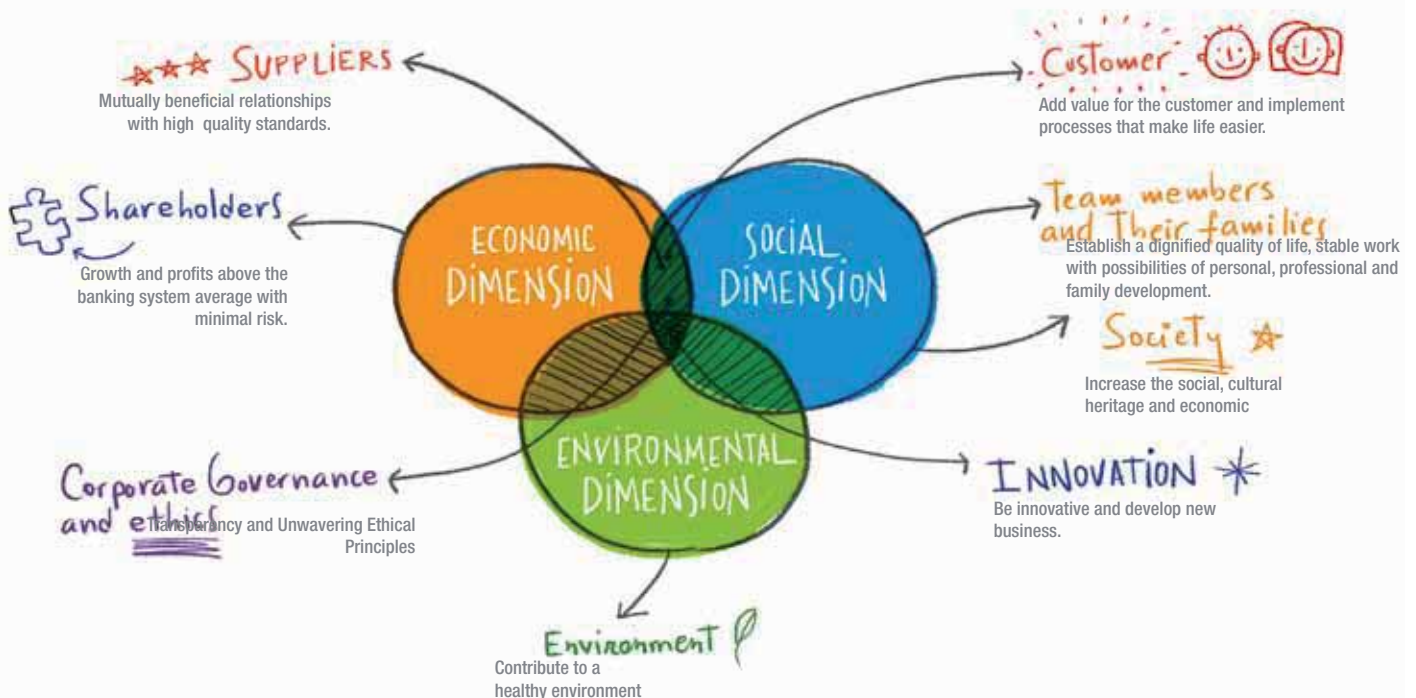 SUPPLIERS
Mutually beneficial relationships
with high quality standards.
Customer
Add value for the customer and implement
processes that make life easier.
Shareholders
Growth and profits above the
banking system average with
minimal risk.
ECONOMIC
DIMENSION
SOCIAL
DIMENSION
Team members
and Their families
Establish a dignified quality of life, stable work
with possibilities of personal, professional and
family development.
Society
Increase the social, cultural
heritage and economic
ENVIRONMENTAL
DIMENSION
Corporate Governance
and ethics
Transparency and Unwavering Ethical
Principles
INNOVATION
Be innovative and develop new
business.
Environment
Contribute to a
healthy environment